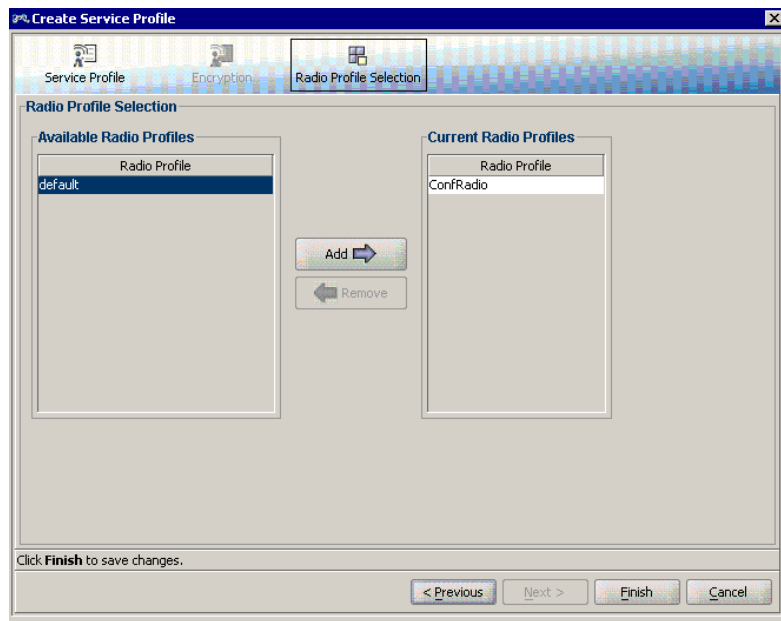 Create Service Profile
Service Profile
Encryption
Radio Profile Selection
Radio Profile Selection
Available Radio Profiles
Radio Profile
default
Add
Remove
Current Radio Profiles
Radio Profile
ConfRadio
Click Finish to save changes.
< Previous
Next >
Finish
Cancel